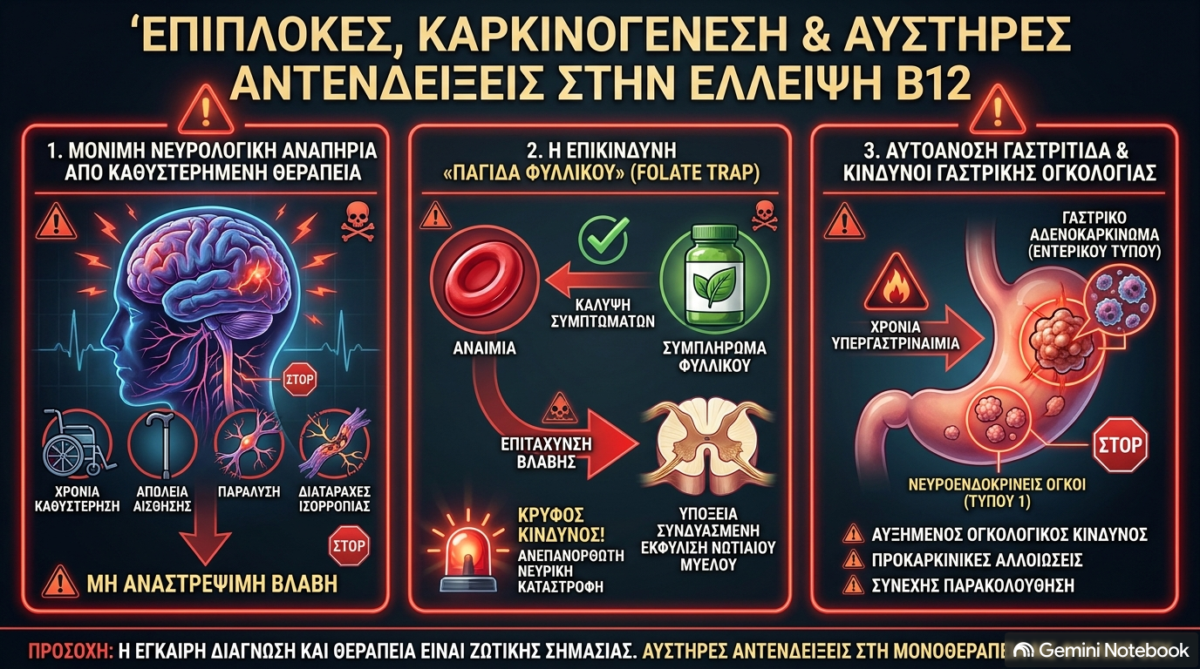 ‘ΕΠΙΠΛΟΚΕΣ, ΚΑΡΚΙΝΟΓΕΝΕΣΗ & ΑΥΣΤΗΡΕΣ
ΑΝΤΕΝΔΕΙΞΕΙΣ ΣΤΗΝ ΕΛΛΕΙΨΗ B12
1. ΜΟΝΙΜΗ ΝΕΥΡΟΛΟΓΙΚΗ ΑΝΑΠΗΡΙΑ
ΑΠΟ ΚΑΘΥΣΤΕΡΗΜΕΝΗ ΘΕΡΑΠΕΙΑ
STOP
ΧΡΟΝΙΑ
ΚΑΘΥΣΤΕΡΗΣΗ
ΑΠΩΛΕΙΑ
ΑΙΣΘΗΣΗΣ
ΠΑΡΑΛΥΣΗ
ΔΙΑΤΑΡΑΧΕΣ
ΙΣΟΡΡΟΠΙΑΣ
STOP
ΜΗ ΑΝΑΣΤΡΕΨΙΜΗ ΒΛΑΒΗ
2. Η ΕΠΙΚΙΝΔΥΝΗ
«ΠΑΓΙΔΑ ΦΥΛΛΙΚΟΥ» (FOLATE TRAP)
ΚΑΛΥΨΗ
ΣΥΜΠΤΩΜΑΤΩΝ
ΑΝΑΙΜΙΑ
ΣΥΜΠΛΗΡΩΜΑ
ΦΥΛΛΙΚΟΥ
ΕΠΙΤΑΧΥΝΣΗ
ΒΛΑΒΗΣ
ΚΡΥΦΟΣ
ΚΙΝΔΥΝΟΣ!
ΑΝΕΠΑΝΟΡΘΩΤΗ
ΝΕΥΡΙΚΗ
ΚΑΤΑΣΤΡΟΦΗ
ΥΠΟΞΕΙΑ
ΣΥΝΔΥΑΣΜΕΝΗ
ΕΚΦΥΛΙΣΗ ΝΩΤΙΑΙΟΥ
ΜΥΕΛΟΥ
3. ΑΥΤΟΑΝΟΣΗ ΓΑΣΤΡΙΤΙΔΑ &
ΚΙΝΔΥΝΟΙ ΓΑΣΤΡΙΚΗΣ ΟΓΚΟΛΟΓΙΑΣ
ΓΑΣΤΡΙΚΟ
ΑΔΕΝΟΚΑΡΚΙΝΩΜΑ
(ΕΝΤΕΡΙΚΟΥ ΤΥΠΟΥ)
ΧΡΟΝΙΑ
ΥΠΕΡΓΑΣΤΡΙΝΑΙΜΙΑ
STOP
ΝΕΥΡΟΕΝΔΟΚΡΙΝΕΙΣ ΟΓΚΟΙ
(ΤΥΠΟΥ 1)
ΑΥΞΗΜΕΝΟΣ ΟΓΚΟΛΟΓΙΚΟΣ ΚΙΝΔΥΝΟΣ
ΠΡΟΚΑΡΚΙΝΙΚΕΣ ΑΛΛΟΙΩΣΕΙΣ
ΣΥΝΕΧΗΣ ΠΑΡΑΚΟΛΟΥΘΗΣΗ
ΠΡΟΣΟΧΗ: Η ΕΓΚΑΙΡΗ ΔΙΑΓΝΩΣΗ ΚΑΙ ΘΕΡΑΠΕΙΑ ΕΙΝΑΙ ΖΩΤΙΚΗΣ ΣΗΜΑΣΙΑΣ. ΑΥΣΤΗΡΕΣ ΑΝΤΕΝΔΕΙΞΕΙΣ ΣΤΗ
Gemini Notebook